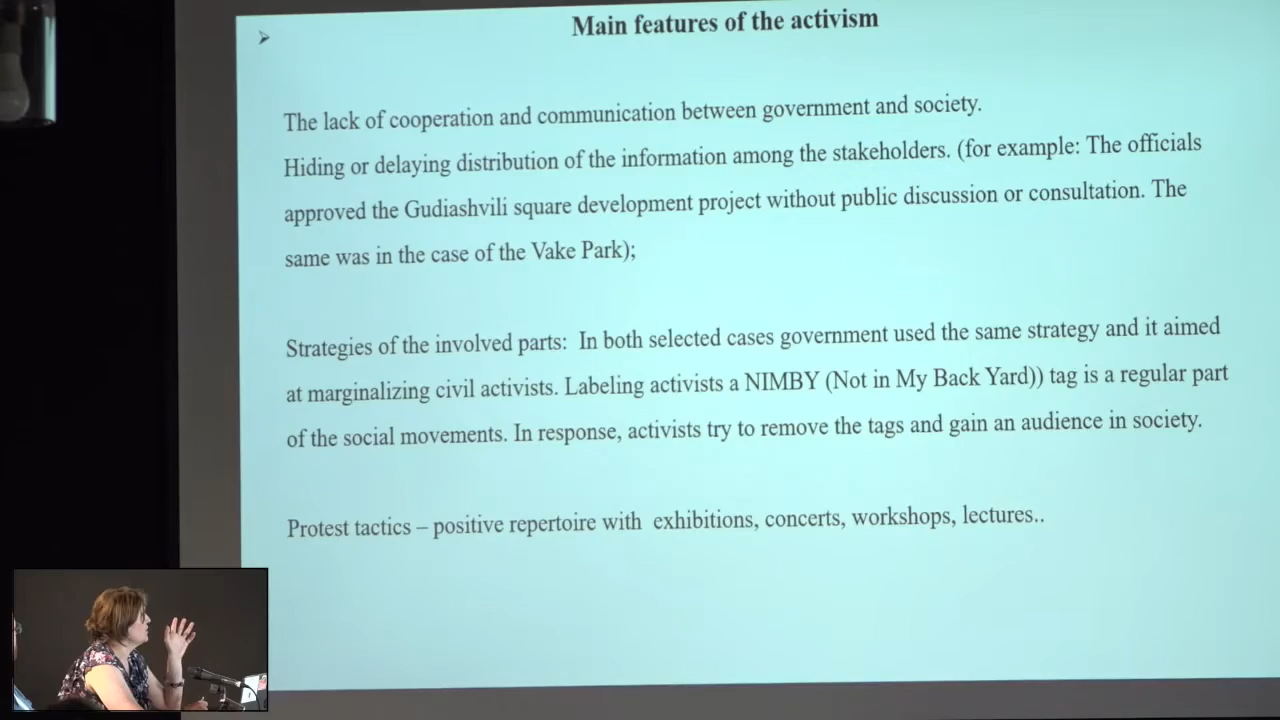 Main features of the activism
The lack of cooperation and communication between government and society.
Hiding or delaying distribution of the information among the stakeholders. (for example: The officials
approved the Gudiashvili square development project without public discussion or consultation. The
same was in the case of the Vake Park);
Strategies of the involved parts:  In both selected cases government used the same strategy and it aimed
at marginalizing civil activists. Labeling activists a NIMBY (Not in My Back Yard)) tag is a regular part
of the social movements. In response, activists try to remove the tags and gain an audience in society.
Protest tactics – positive repertoire with  exhibitions, concerts, workshops, lectures..